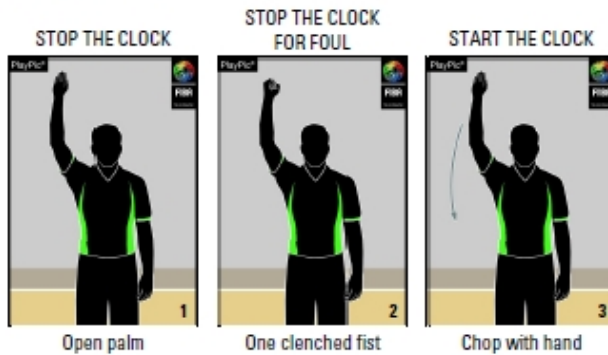 STOP THE CLOCK
PlayPic®
FIBA
1
Open palm
STOP THE CLOCK
FOR FOUL
PlayPic®
FIBA
2
One clenched fist
START THE CLOCK
PlayPic®
FIBA
3
Chop with hand